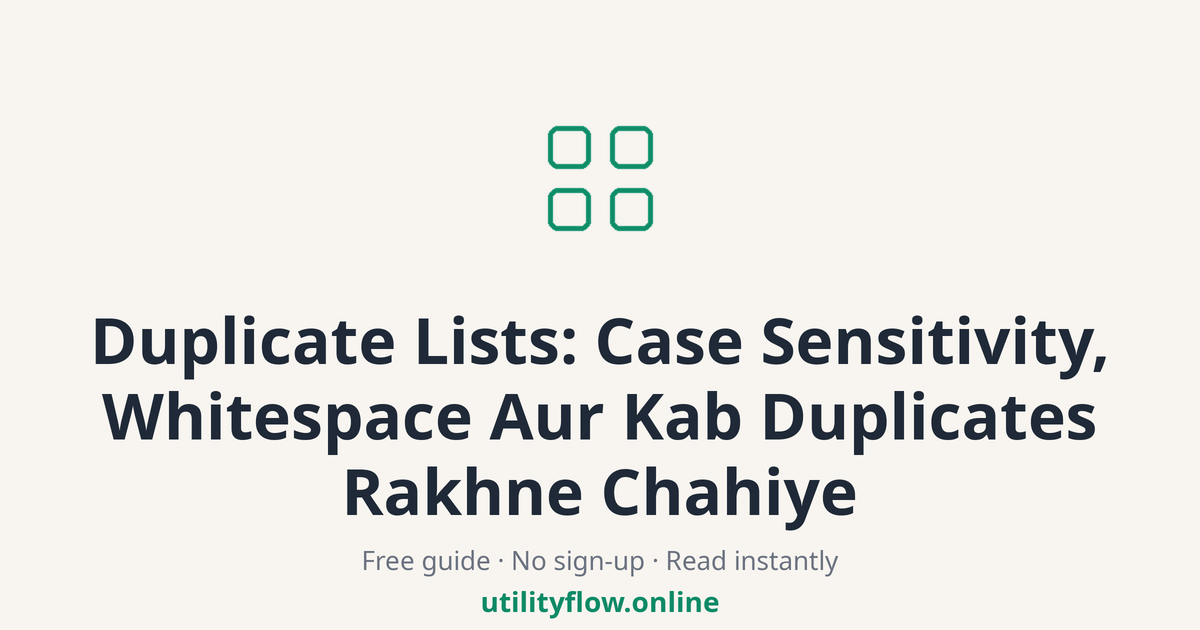 Duplicate Lists: Case Sensitivity,
Whitespace Aur Kab Duplicates
Rakhne Chahiye
Free guide · No sign-up · Read instantly
utilityflow.online